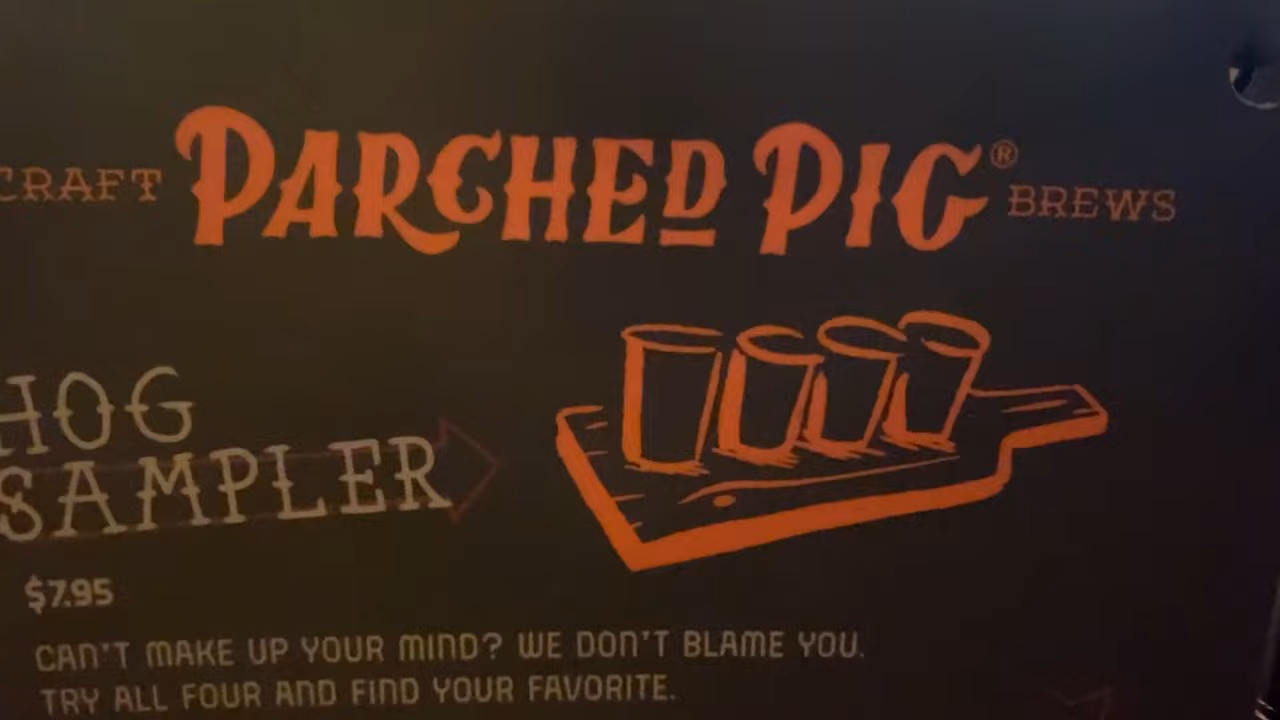 CRAFT PARCHED PIG® BREWS
HOG
SAMPLER
$7.95
CAN'T MAKE UP YOUR MIND? WE DON'T BLAME YOU.
TRY ALL FOUR AND FIND YOUR FAVORITE.